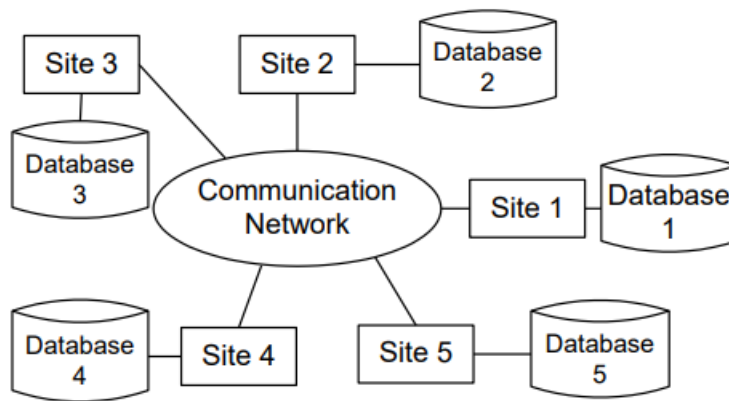 Site 3
Site 2
Database
2
Database
3
Communication
Network
Site 1
Database
1
Database
4
Site 4
Site 5
Database
5